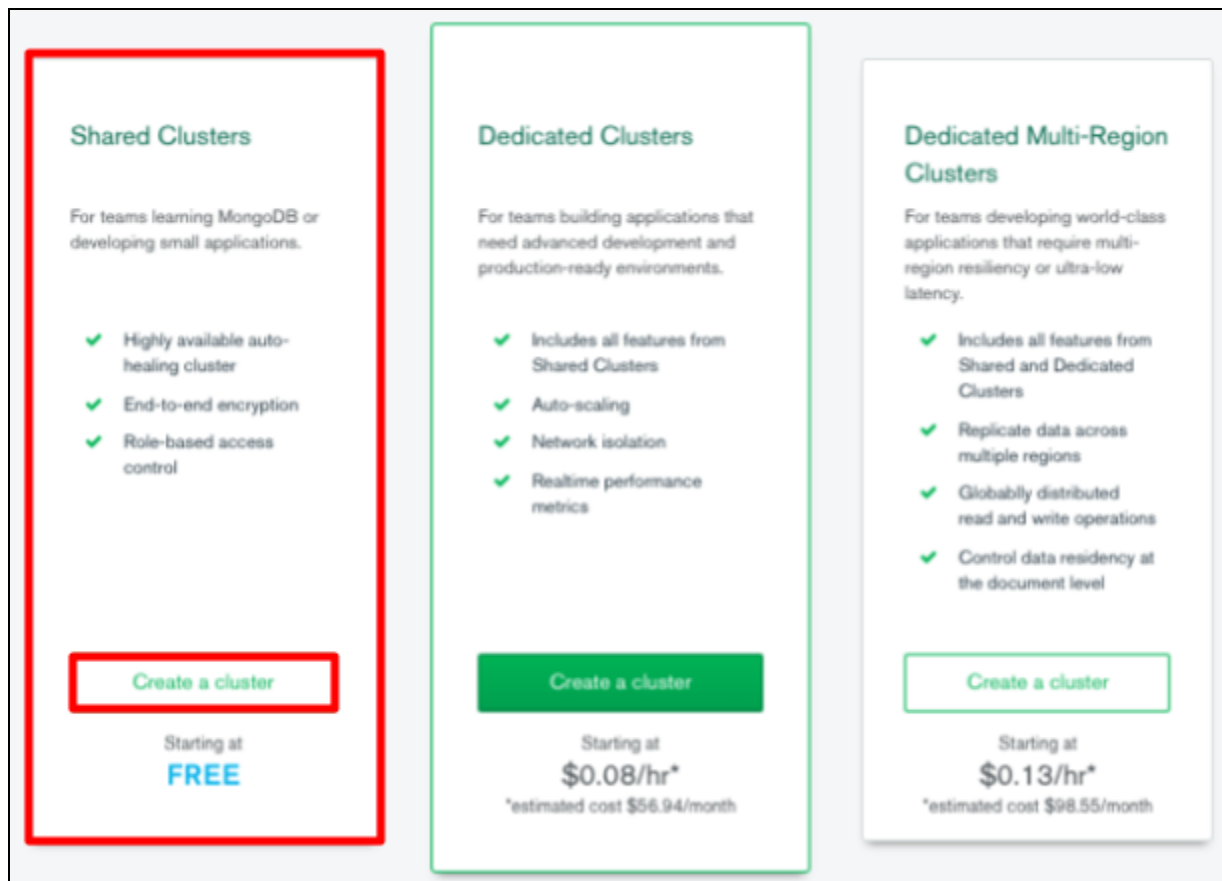 Shared Clusters
For teams learning MongoDB or
developing small applications.
Highly available auto-
healing cluster
End-to-end encryption
Role-based access
control
Create a cluster
Starting at
FREE
Dedicated Clusters
For teams building applications that
need advanced development and
production-ready environments.
Includes all features from
Shared Clusters
Auto-scaling
Network isolation
Realtime performance
metrics
Create a cluster
Starting at
$0.08/hr*
*estimated cost $56.94/month
Dedicated Multi-Region
Clusters
For teams developing world-class
applications that require multi-
region resiliency or ultra-low
latency.
Includes all features from
Shared and Dedicated
Clusters
Replicate data across
multiple regions
Globablly distributed
read and write operations
Control data residency at
the document level
Create a cluster
Starting at
$0.13/hr*
*estimated cost $98.55/month